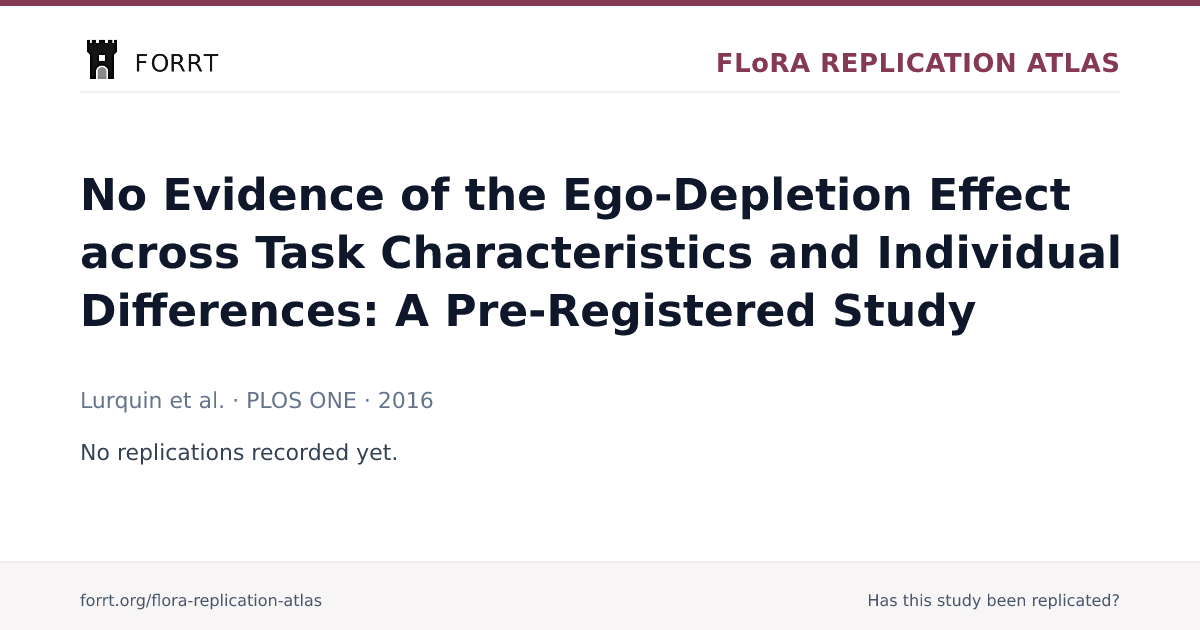 FORRT
FLoRA REPLICATION ATLAS
No Evidence of the Ego-Depletion Effect
across Task Characteristics and Individual
Differences: A Pre-Registered Study
Lurquin et al. · PLOS ONE · 2016
No replications recorded yet.
forrt.org/flora-replication-atlas
Has this study been replicated?